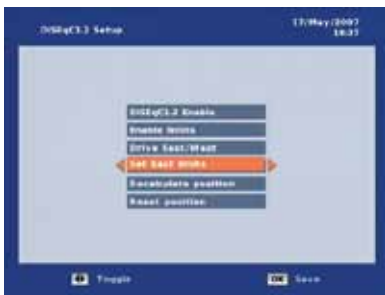 DiSEqC1.2 Setup
17/May/2007
18:37
DiSEqC1.2 Enable
Enable limits
Drive East/West
Set East limits
Recalculate position
Reset position
Toggle
OK Save